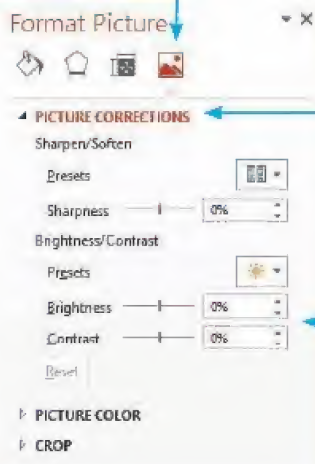 Format Picture
PICTURE CORRECTIONS
Sharpen/Soften
Presets
Sharpness 0%
Brightness/Contrast
Presets
Brightness 0%
Contrast 0%
Reset
PICTURE COLOR
CROP